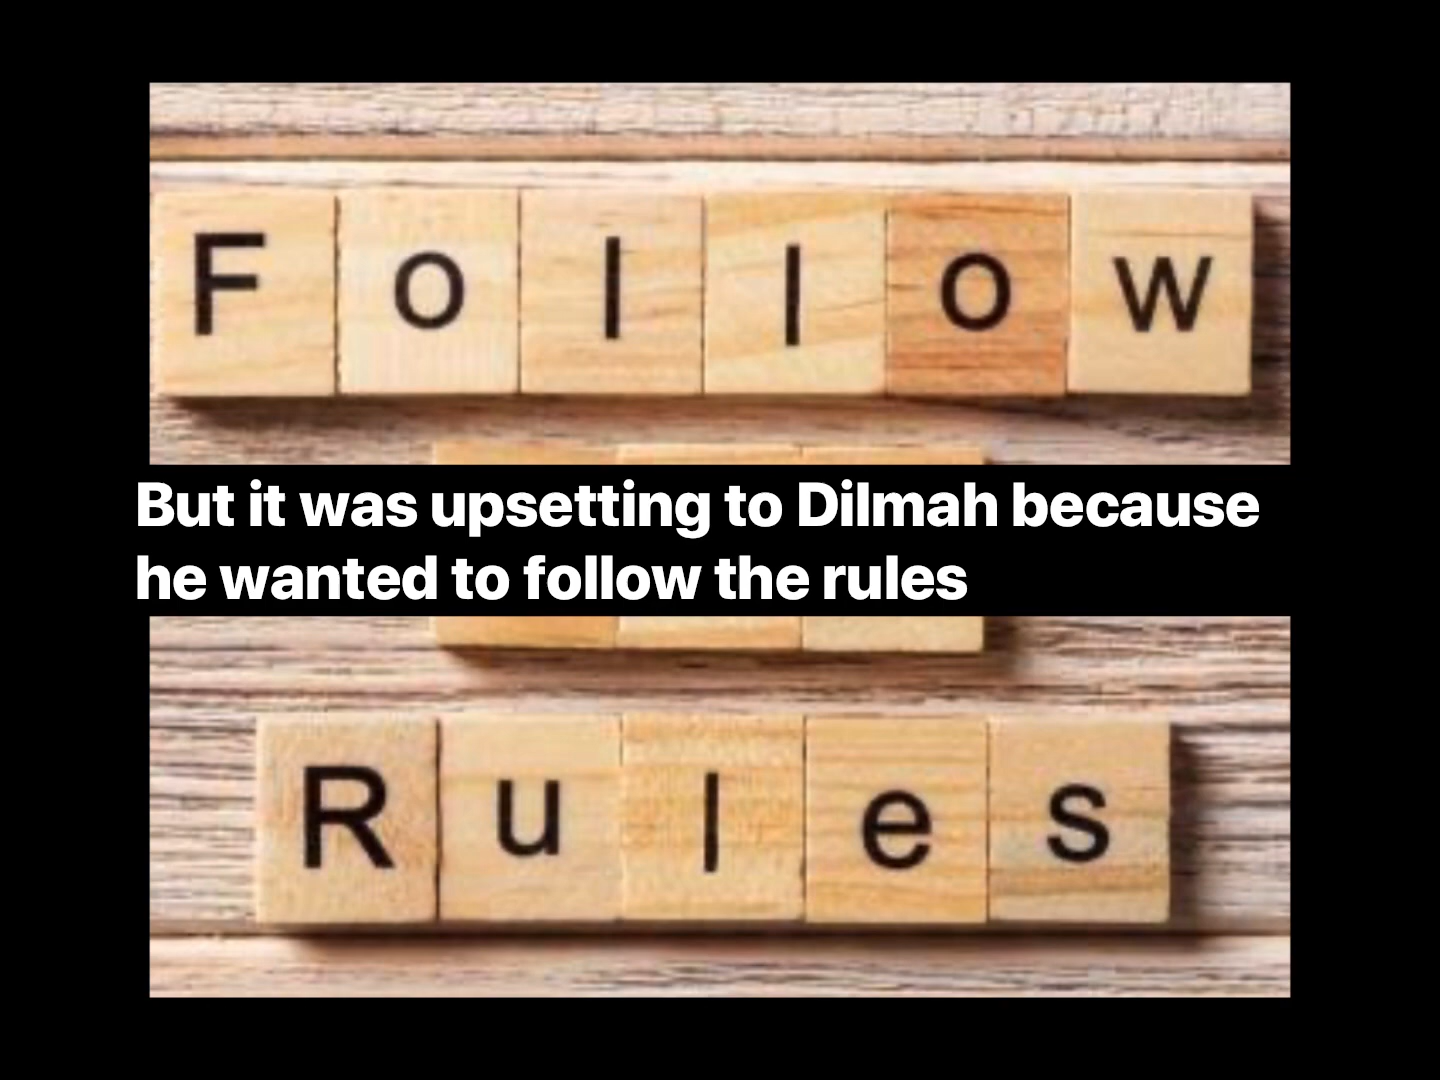 Follow
But it was upsetting to Dilmah because
he wanted to follow the rules
Rules